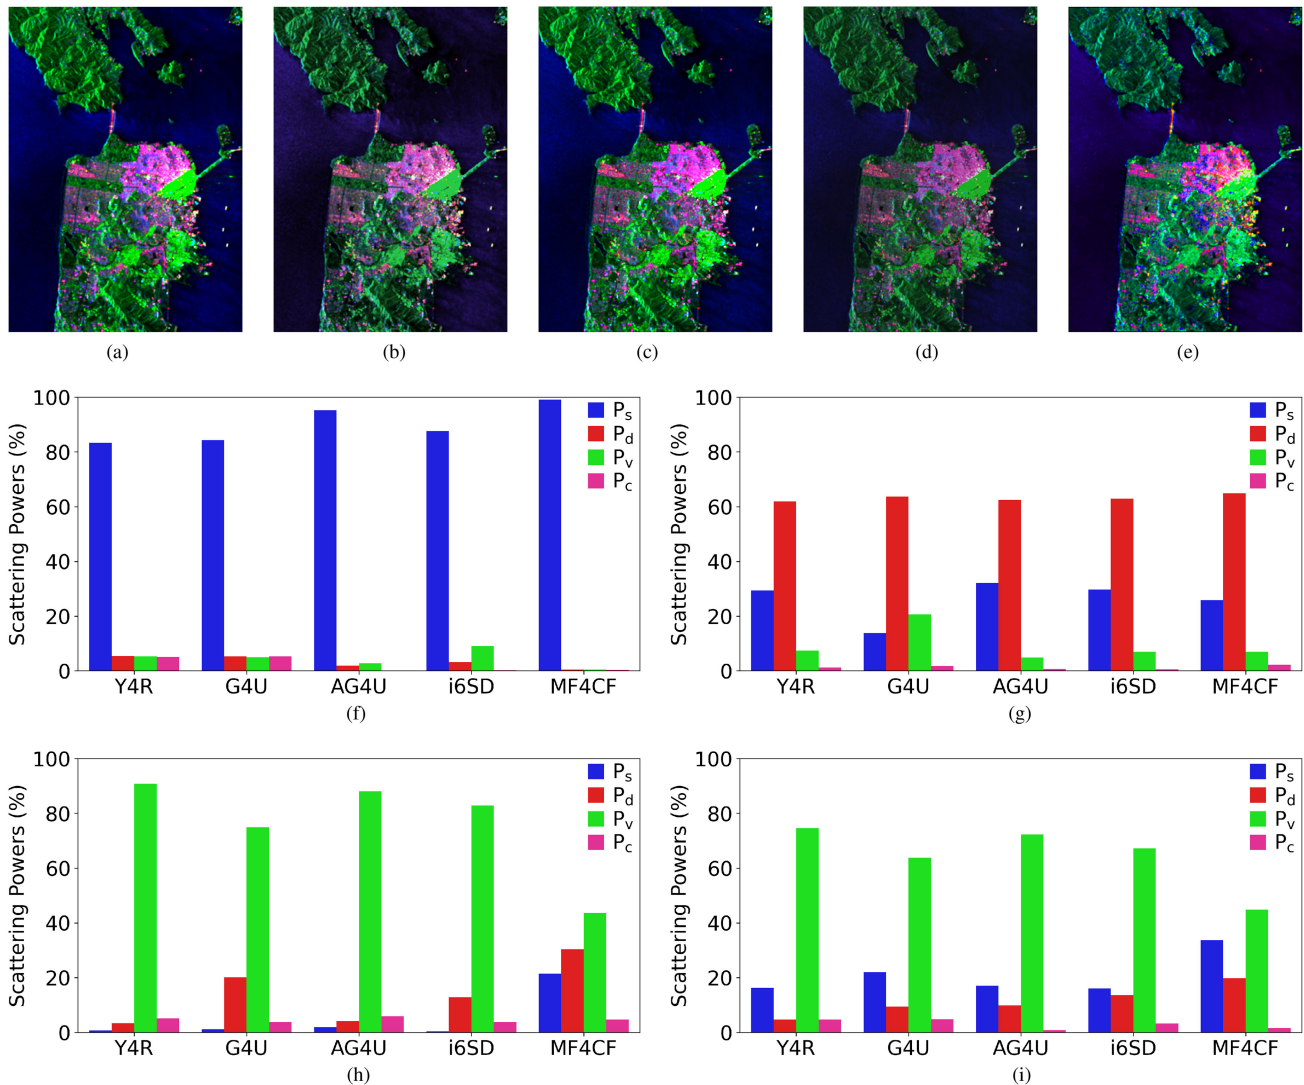 (a) (b) (c) (d) (e)
Scattering Powers (%)
100
80
60
40
20
0
Ps
Pd
Pv
Pc
Y4R G4U AG4U i6SD MF4CF
(f)
Scattering Powers (%)
100
80
60
40
20
0
Ps
Pd
Pv
Pc
Y4R G4U AG4U i6SD MF4CF
(g)
Scattering Powers (%)
100
80
60
40
20
0
Ps
Pd
Pv
Pc
Y4R G4U AG4U i6SD MF4CF
(h)
Scattering Powers (%)
100
80
60
40
20
0
Ps
Pd
Pv
Pc
Y4R G4U AG4U i6SD MF4CF
(i)